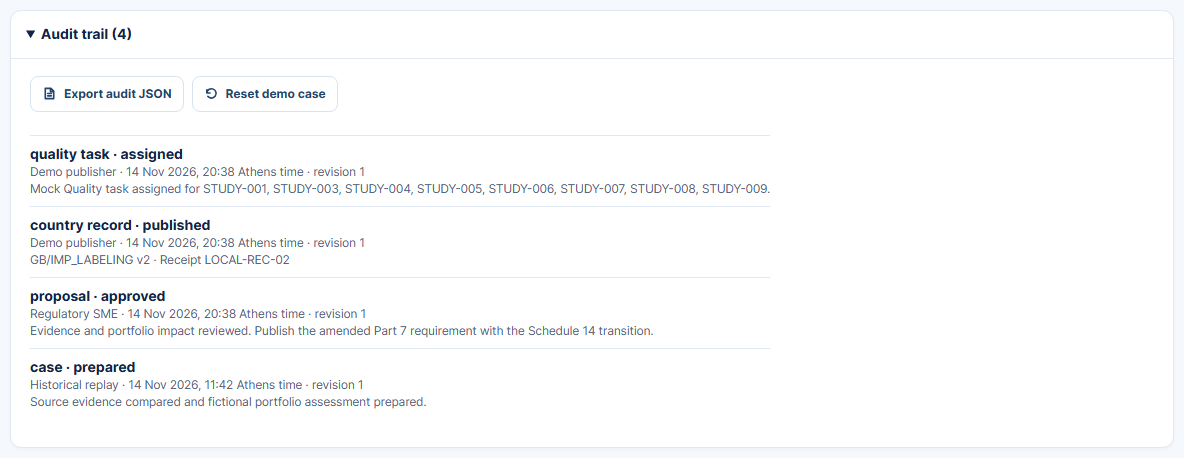 Audit trail (4)
Export audit JSON
Reset demo case
quality task · assigned
Demo publisher · 14 Nov 2026, 20:38 Athens time · revision 1
Mock Quality task assigned for STUDY-001, STUDY-003, STUDY-004, STUDY-005, STUDY-006, STUDY-007, STUDY-008, STUDY-009.
country record · published
Demo publisher · 14 Nov 2026, 20:38 Athens time · revision 1
GB/IMP_LABELING v2 · Receipt LOCAL-REC-02
proposal · approved
Regulatory SME · 14 Nov 2026, 20:38 Athens time · revision 1
Evidence and portfolio impact reviewed. Publish the amended Part 7 requirement with the Schedule 14 transition.
case · prepared
Historical replay · 14 Nov 2026, 11:42 Athens time · revision 1
Source evidence compared and fictional portfolio assessment prepared.